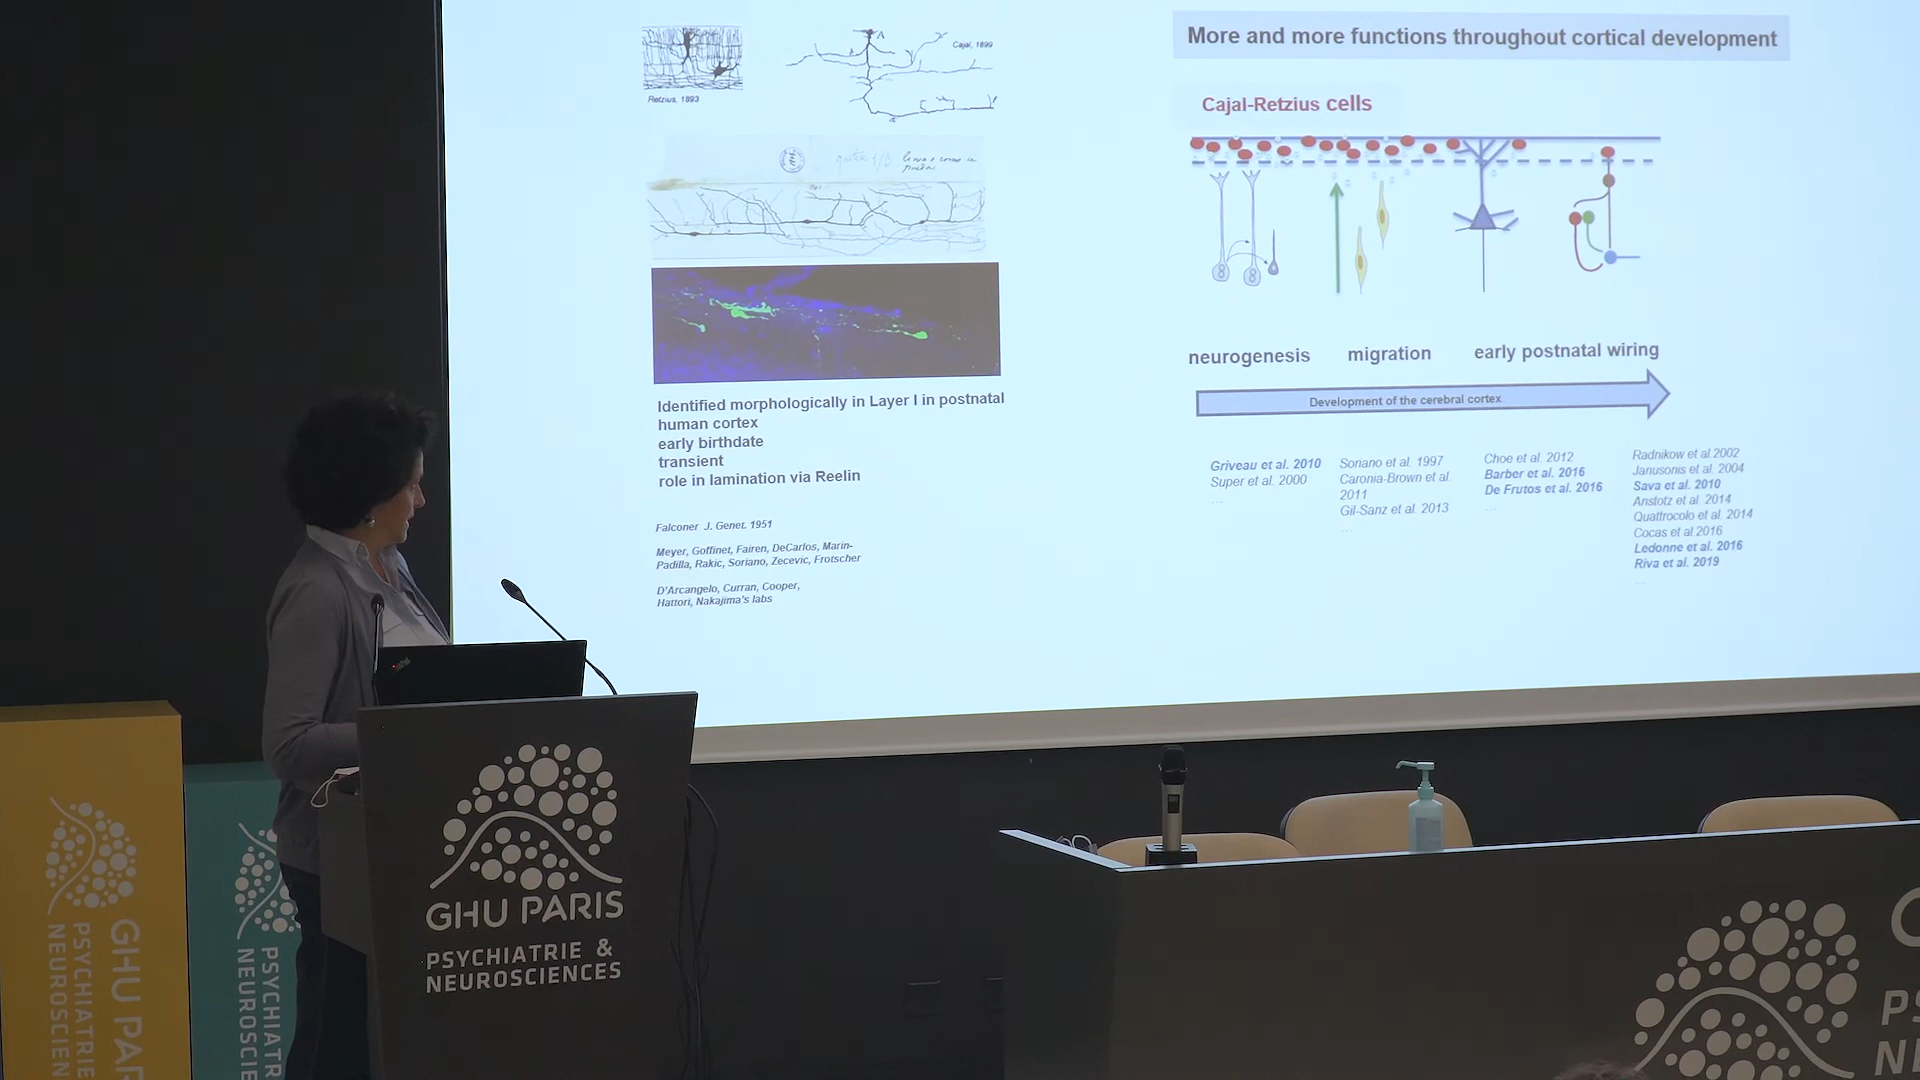 Retzius, 1893
Cajal, 1899
A
Identified morphologically in Layer I in postnatal
human cortex
early birthdate
transient
role in lamination via Reelin
Falconer J. Genet. 1951
Meyer, Goffinet, Fairen, DeCarlos, Marin-
Padilla, Rakic, Soriano, Zecevic, Frotscher
D'Arcangelo, Curran, Cooper,
Hattori, Nakajima's labs
More and more functions throughout cortical development
Cajal-Retzius cells
neurogenesis
migration
early postnatal wiring
Development of the cerebral cortex
Griveau et al. 2010
Super et al. 2000
...
Soriano et al. 1997
Caronia-Brown et al.
2011
Gil-Sanz et al. 2013
...
Choe et al. 2012
Barber et al. 2016
De Frutos et al. 2016
...
Radnikow et al.2002
Janusonis et al. 2004
Sava et al. 2010
Anstotz et al. 2014
Quattrocolo et al. 2014
Cocas et al.2016
Ledonne et al. 2016
Riva et al. 2019
...
GHU PARIS
PSYCHIATRIE &
NEUROSCIENCES
GHU PAR
PSYCHIATRIE
NEUROSCIEN
PSYCHIATR
NEUROSCIE